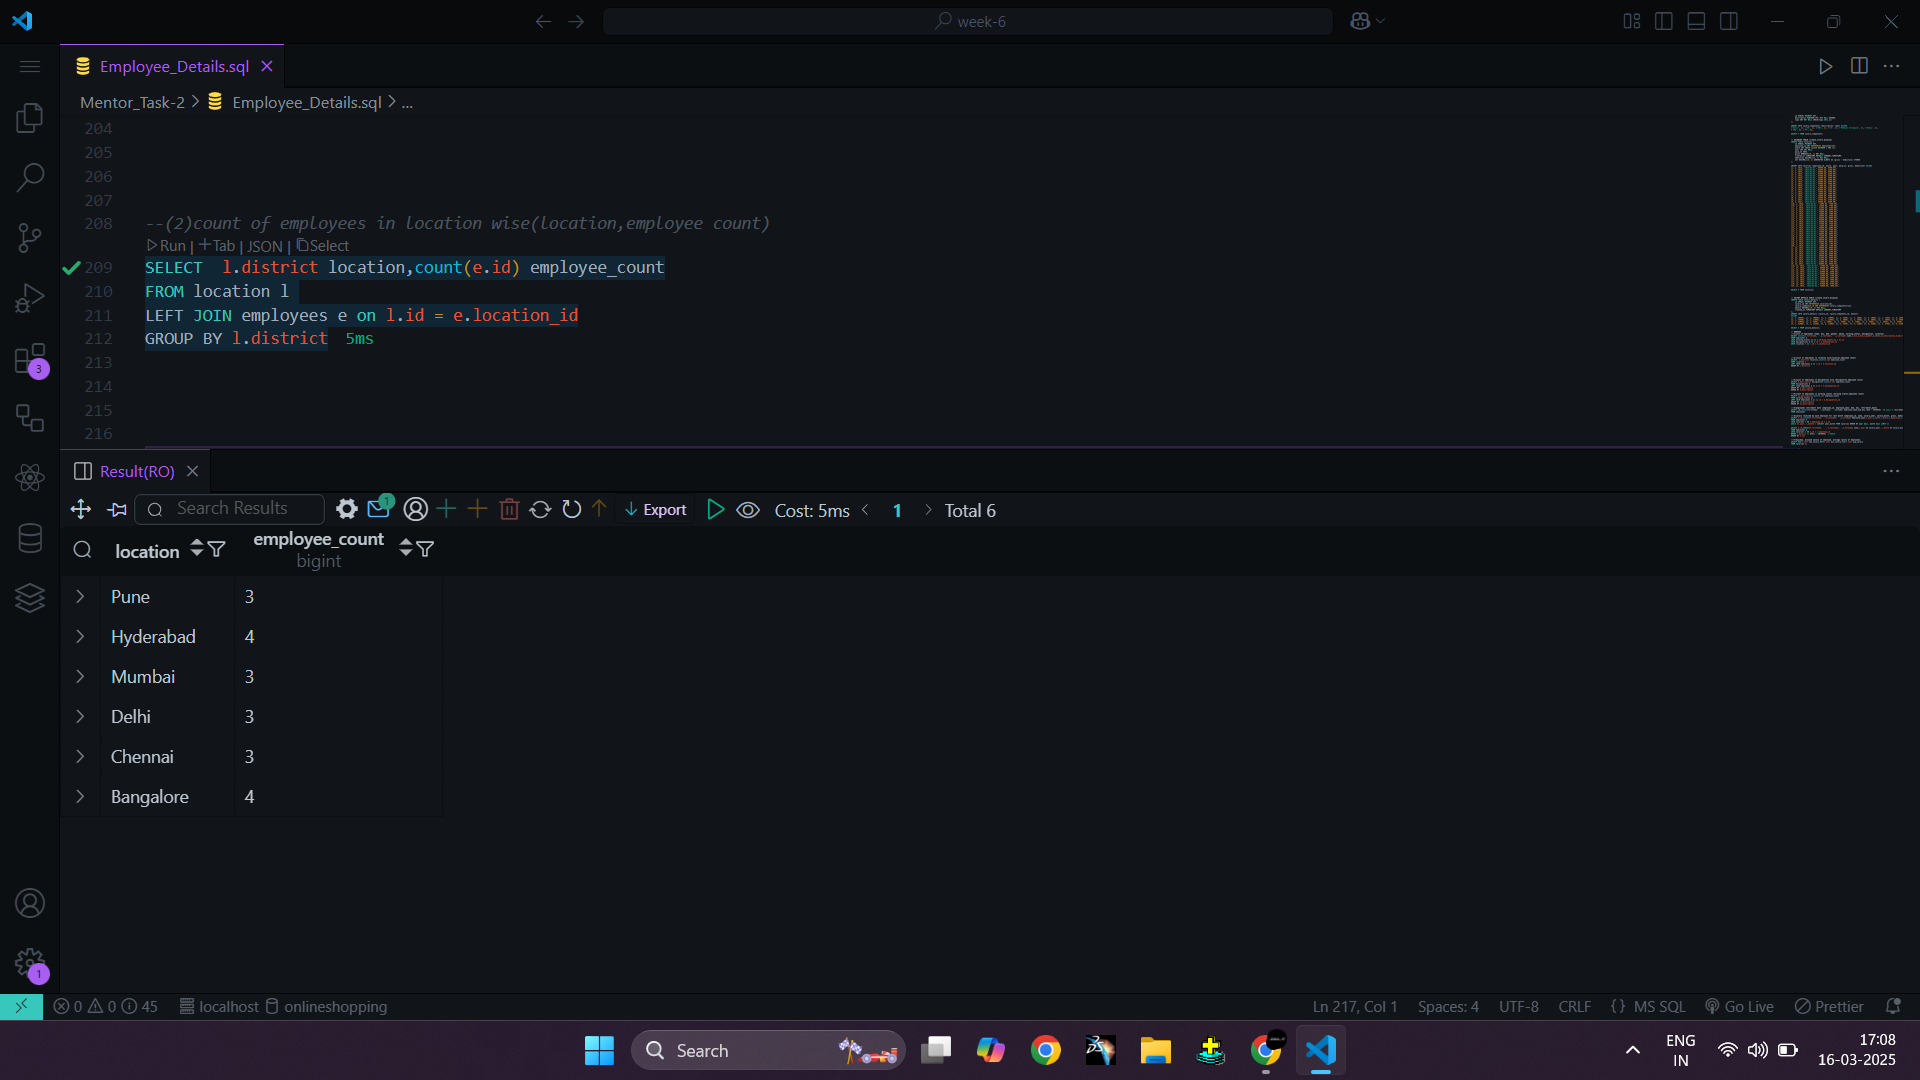 week-6
Employee_Details.sql
Mentor_Task-2 > Employee_Details.sql > ...
204
205
206
207
208 --(2)count of employees in location wise(location,employee count)
Run | +Tab | JSON | Select
209 SELECT l.district location,count(e.id) employee_count
210 FROM location l
211 LEFT JOIN employees e on l.id = e.location_id
212 GROUP BY l.district 5ms
213
214
215
216
3
Result(RO)
Search Results 1 Export Cost: 5ms < 1 > Total 6
location employee_count
bigint
Pune 3
Hyderabad 4
Mumbai 3
Delhi 3
Chennai 3
Bangalore 4
1
0 0 45 localhost onlineshopping Ln 217, Col 1 Spaces: 4 UTF-8 CRLF {} MS SQL Go Live Prettier
Search
ENG
IN
17:08
16-03-2025